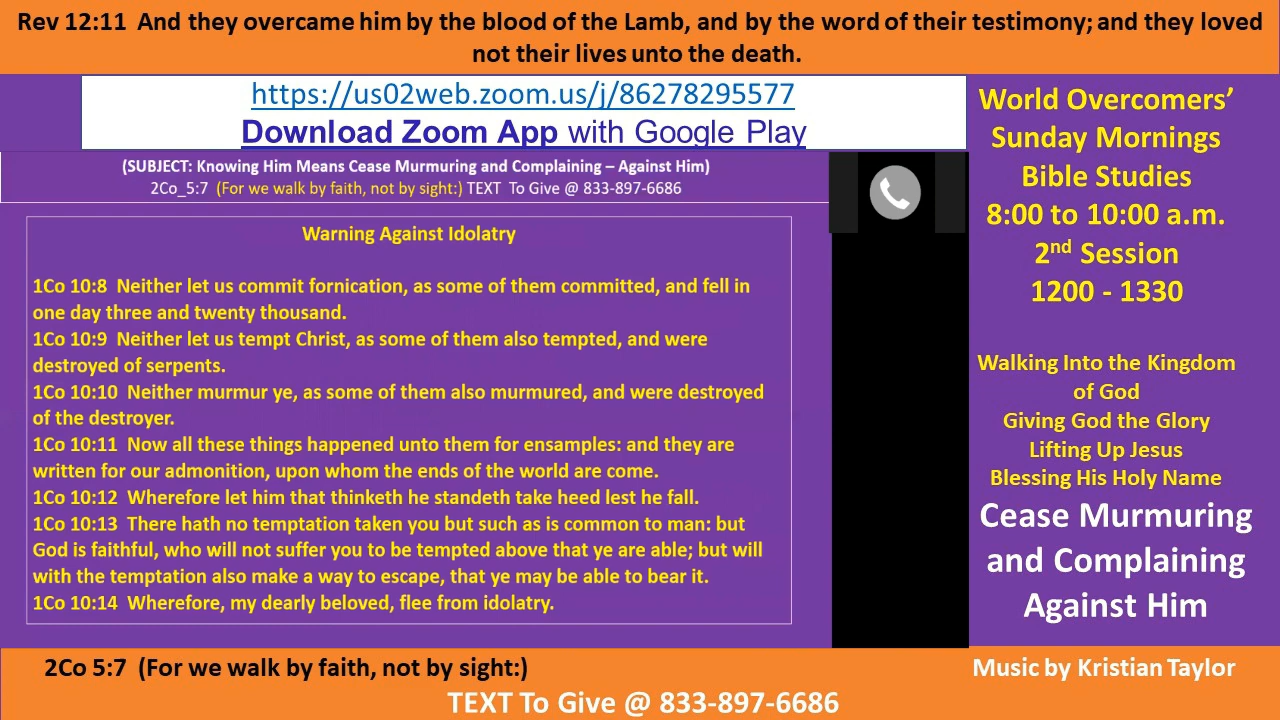 Rev 12:11  And they overcame him by the blood of the Lamb, and by the word of their testimony; and they loved
not their lives unto the death.
https://us02web.zoom.us/j/86278295577
Download Zoom App with Google Play
(SUBJECT: Knowing Him Means Cease Murmuring and Complaining – Against Him)
2Co_5:7  (For we walk by faith, not by sight:) TEXT  To Give @ 833-897-6686
Warning Against Idolatry
1Co 10:8  Neither let us commit fornication, as some of them committed, and fell in
one day three and twenty thousand.
1Co 10:9  Neither let us tempt Christ, as some of them also tempted, and were
destroyed of serpents.
1Co 10:10  Neither murmur ye, as some of them also murmured, and were destroyed
of the destroyer.
1Co 10:11  Now all these things happened unto them for ensamples: and they are
written for our admonition, upon whom the ends of the world are come.
1Co 10:12  Wherefore let him that thinketh he standeth take heed lest he fall.
1Co 10:13  There hath no temptation taken you but such as is common to man: but
God is faithful, who will not suffer you to be tempted above that ye are able; but will
with the temptation also make a way to escape, that ye may be able to bear it.
1Co 10:14  Wherefore, my dearly beloved, flee from idolatry.
World Overcomers’
Sunday Mornings
Bible Studies
8:00 to 10:00 a.m.
2nd Session
1200 - 1330
Walking Into the Kingdom
of God
Giving God the Glory
Lifting Up Jesus
Blessing His Holy Name
Cease Murmuring
and Complaining
Against Him
2Co 5:7  (For we walk by faith, not by sight:)
Music by Kristian Taylor
TEXT To Give @ 833-897-6686